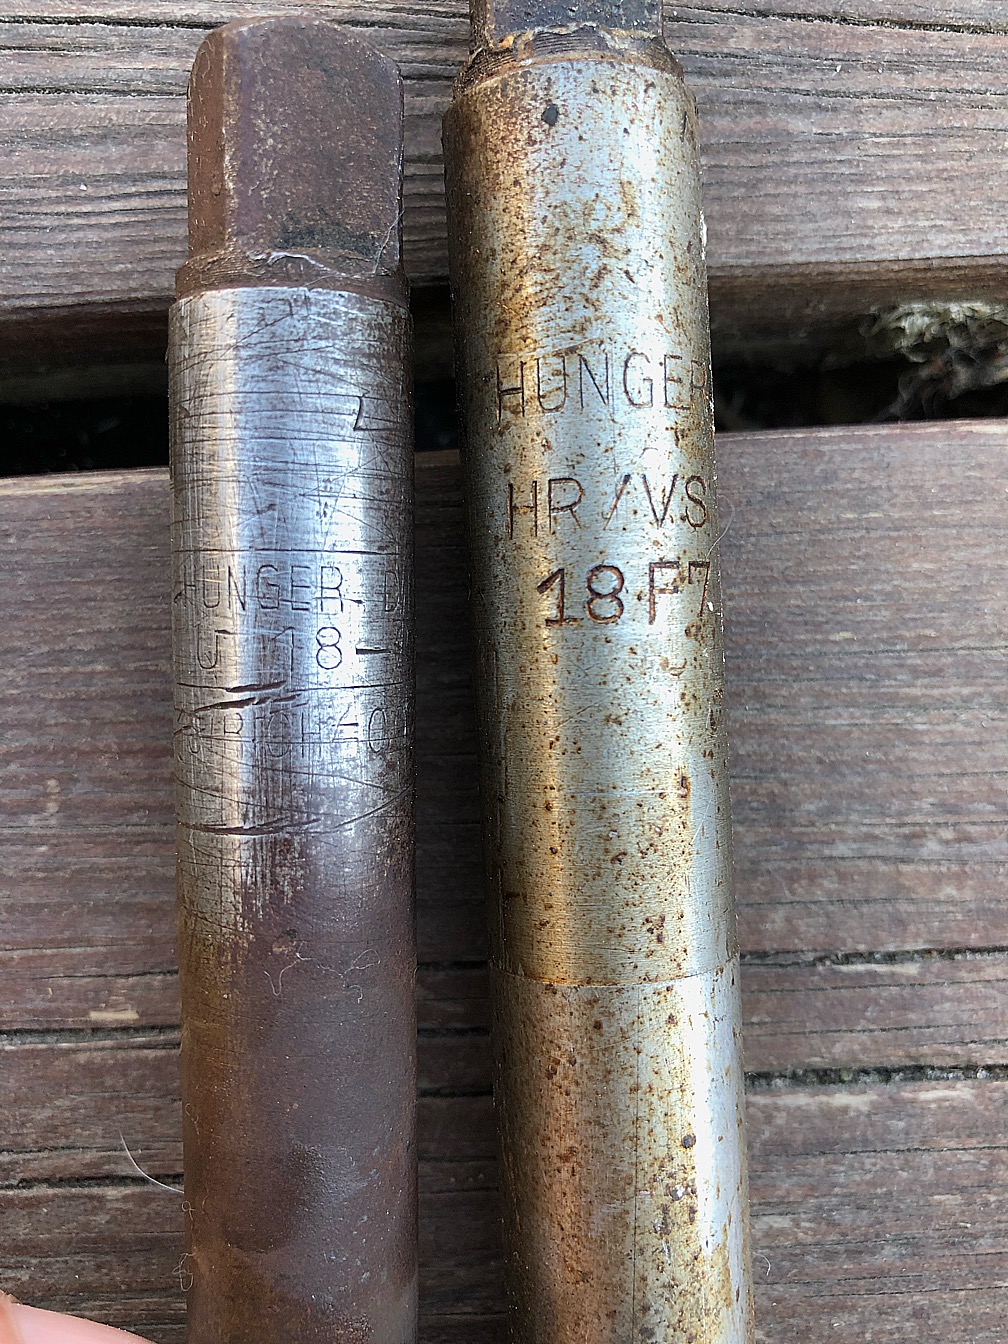 HUNGER, D
18
HUNGER
HR/VS
18 F7